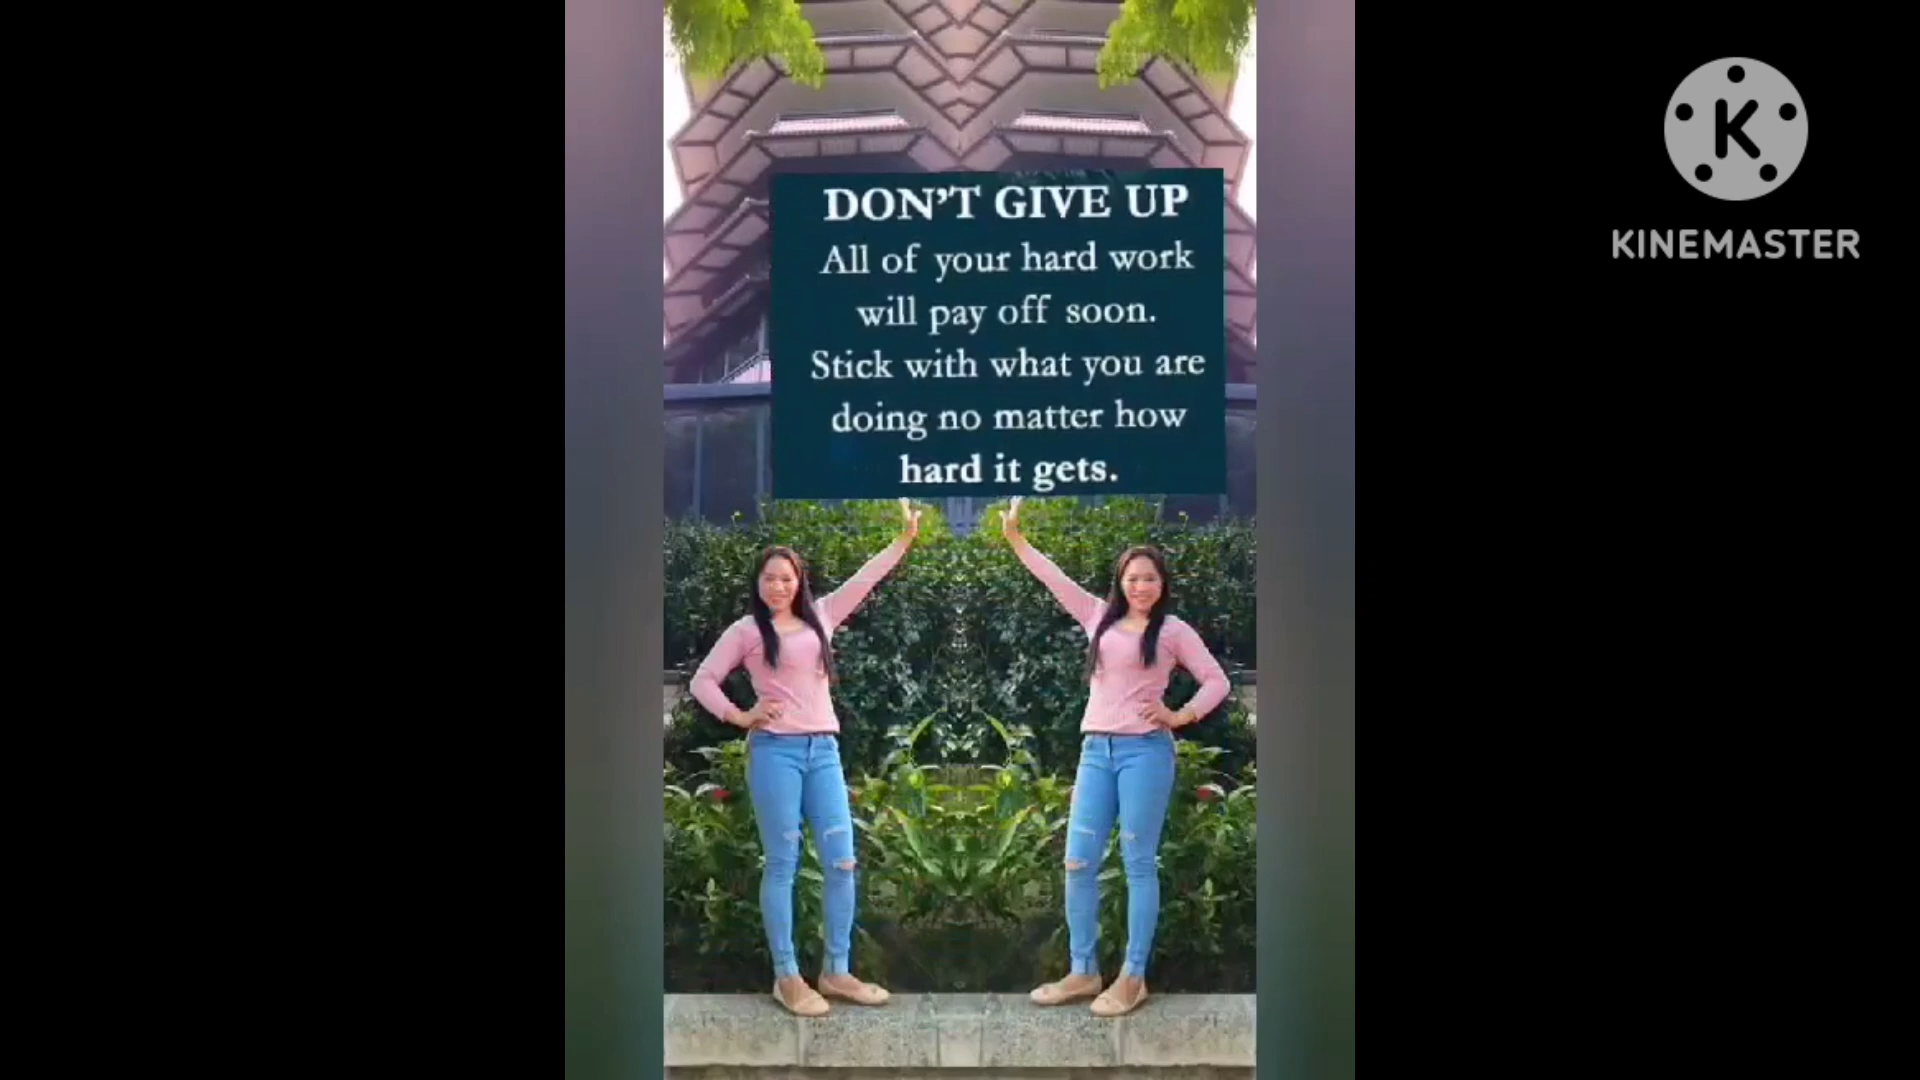 DON'T GIVE UP
All of your hard work
will pay off soon.
Stick with what you are
doing no matter how
hard it gets.
K
KINEMASTER